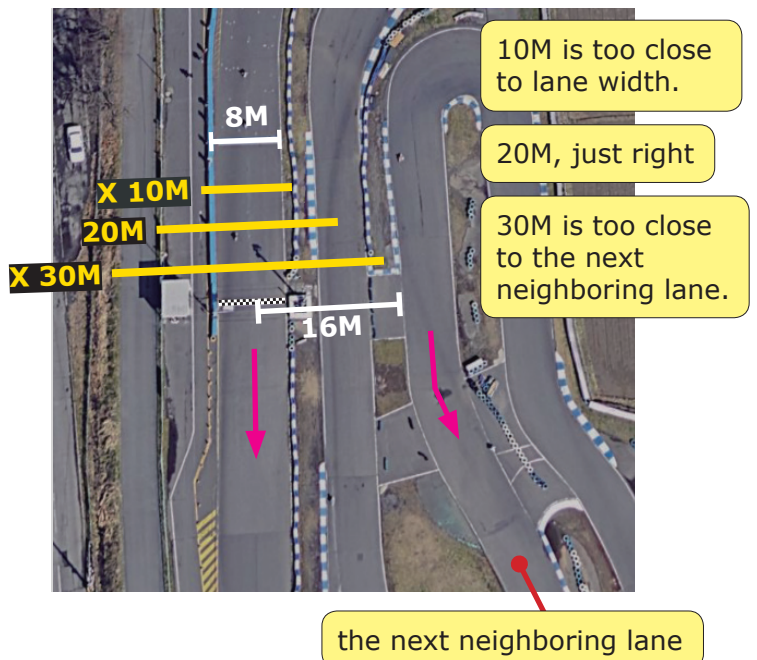 10M is too close
to lane width.
8M
20M, just right
X 10M
20M
30M is too close
to the next
neighboring lane.
X 30M
16M
the next neighboring lane